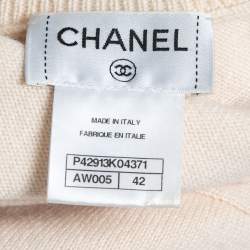 CHANEL
MADE IN ITALY
FABRIQUE EN ITALIE
P42913K04371
AW005 42